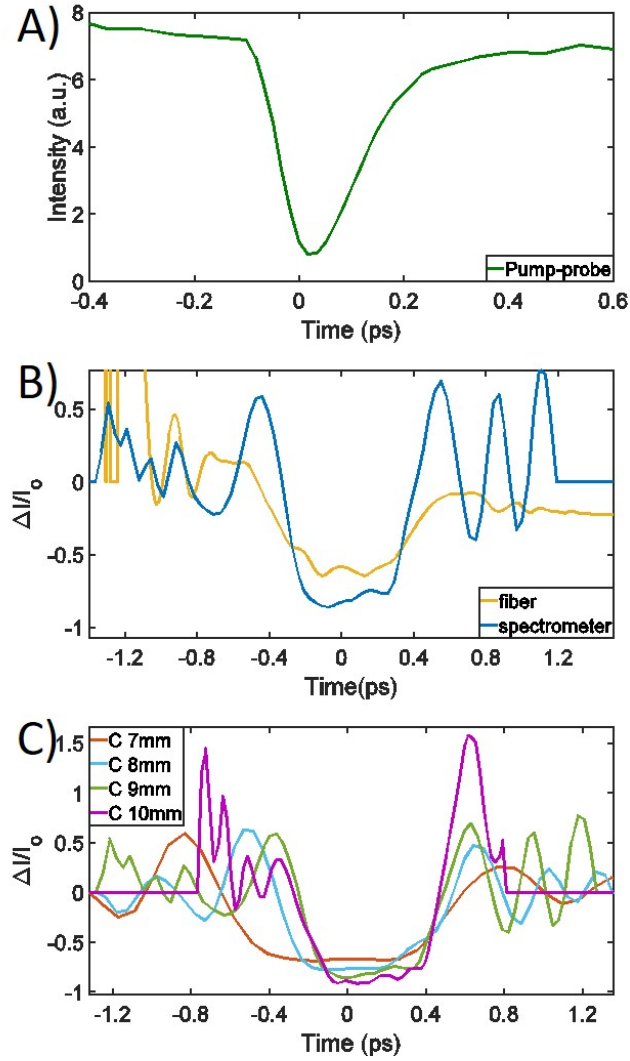 A)
8
6
4
2
0
Intensity (a.u.)
-0.4 -0.2 0 0.2 0.4 0.6
Time (ps)
Pump-probe
B)
0.5
0
-0.5
-1
ΔI/Io
-1.2 -0.8 -0.4 0 0.4 0.8 1.2
Time(ps)
fiber
spectrometer
C)
1.5
1
0.5
0
-0.5
-1
ΔI/Io
C 7mm
C 8mm
C 9mm
C 10mm
-1.2 -0.8 -0.4 0 0.4 0.8 1.2
Time (ps)